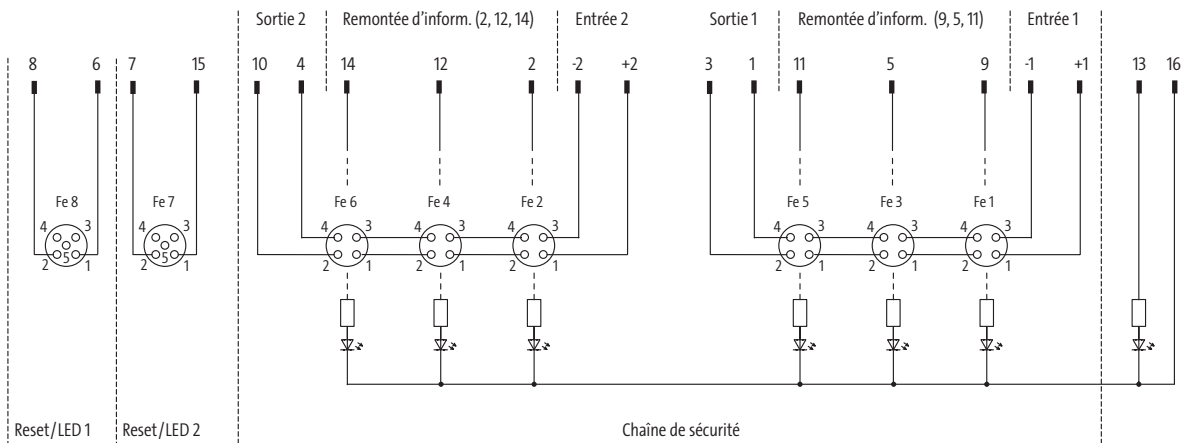 Sortie 2 Remontée d'inform. (2, 12, 14) Entrée 2 Sortie 1 Remontée d'inform. (9, 5, 11) Entrée 1
8 6 7 15 10 4 14 12 2 -2 +2 3 1 11 5 9 -1 +1 13 16
Fe 8 Fe 7 Fe 6 Fe 4 Fe 2 Fe 5 Fe 3 Fe 1
4 3 4 3 4 3 4 3 4 3 4 3 4 3 4 3
5 5
2 1 2 1 2 1 2 1 2 1 2 1 2 1 2 1
Reset/LED 1 Reset/LED 2 Chaîne de sécurité